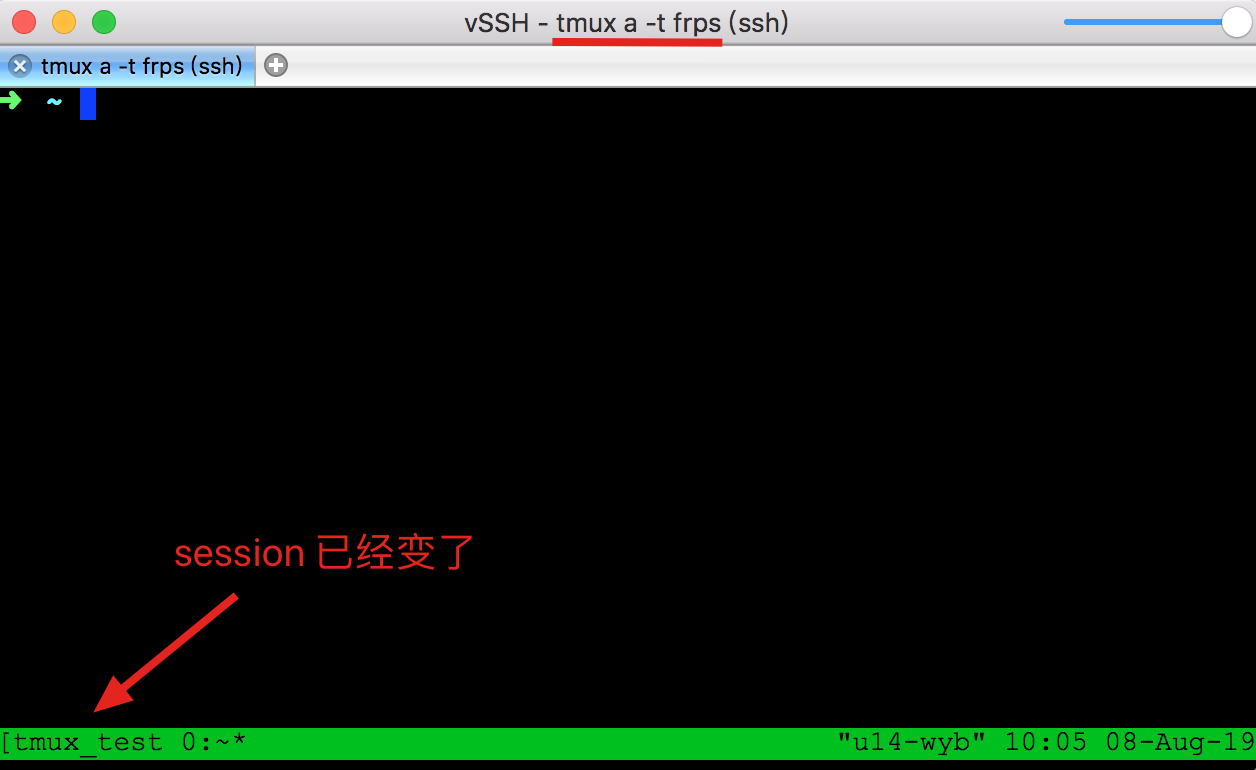 vSSH - tmux a -t frps (ssh)
tmux a -t frps (ssh)
➜ ~
session 已经变了
[tmux_test 0:~* "u14-wyb" 10:05 08-Aug-19